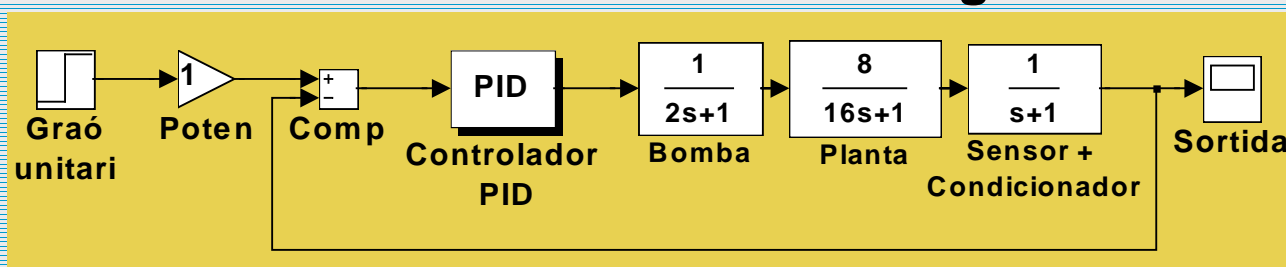 1
+
−
PID
1
2s+1
8
16s+1
1
s+1
Graó
unitari
Poten
Comp
Controlador
PID
Bomba
Planta
Sensor +
Condicionador
Sortida